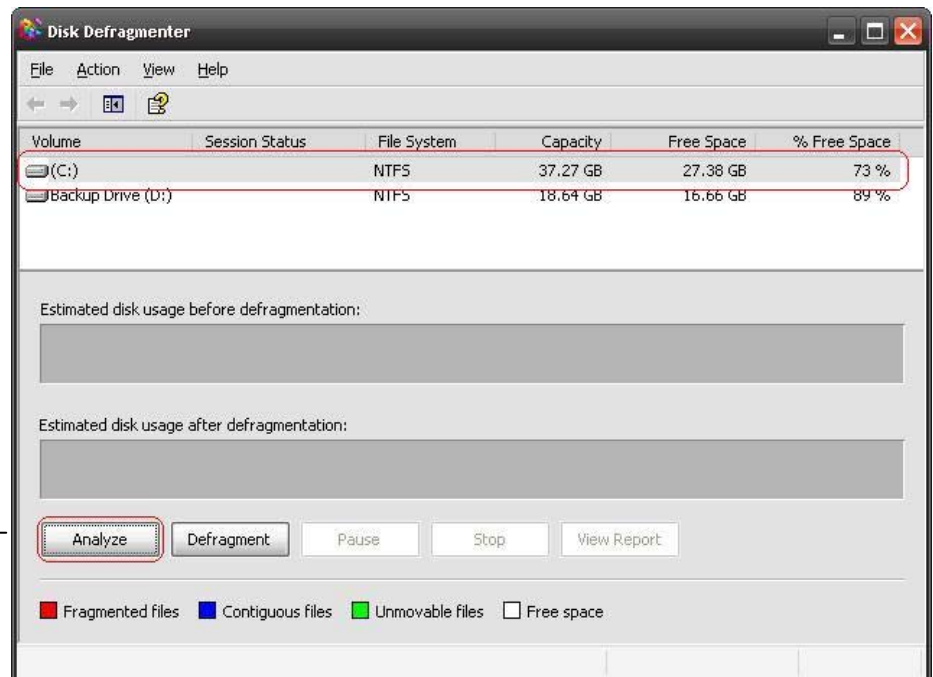 Disk Defragmenter
File Action View Help
Volume Session Status File System Capacity Free Space % Free Space
(C:) NTFS 37.27 GB 27.38 GB 73 %
Backup Drive (D:) NTFS 18.64 GB 16.66 GB 89 %
Estimated disk usage before defragmentation:
Estimated disk usage after defragmentation:
Analyze Defragment Pause Stop View Report
Fragmented files Contiguous files Unmovable files Free space